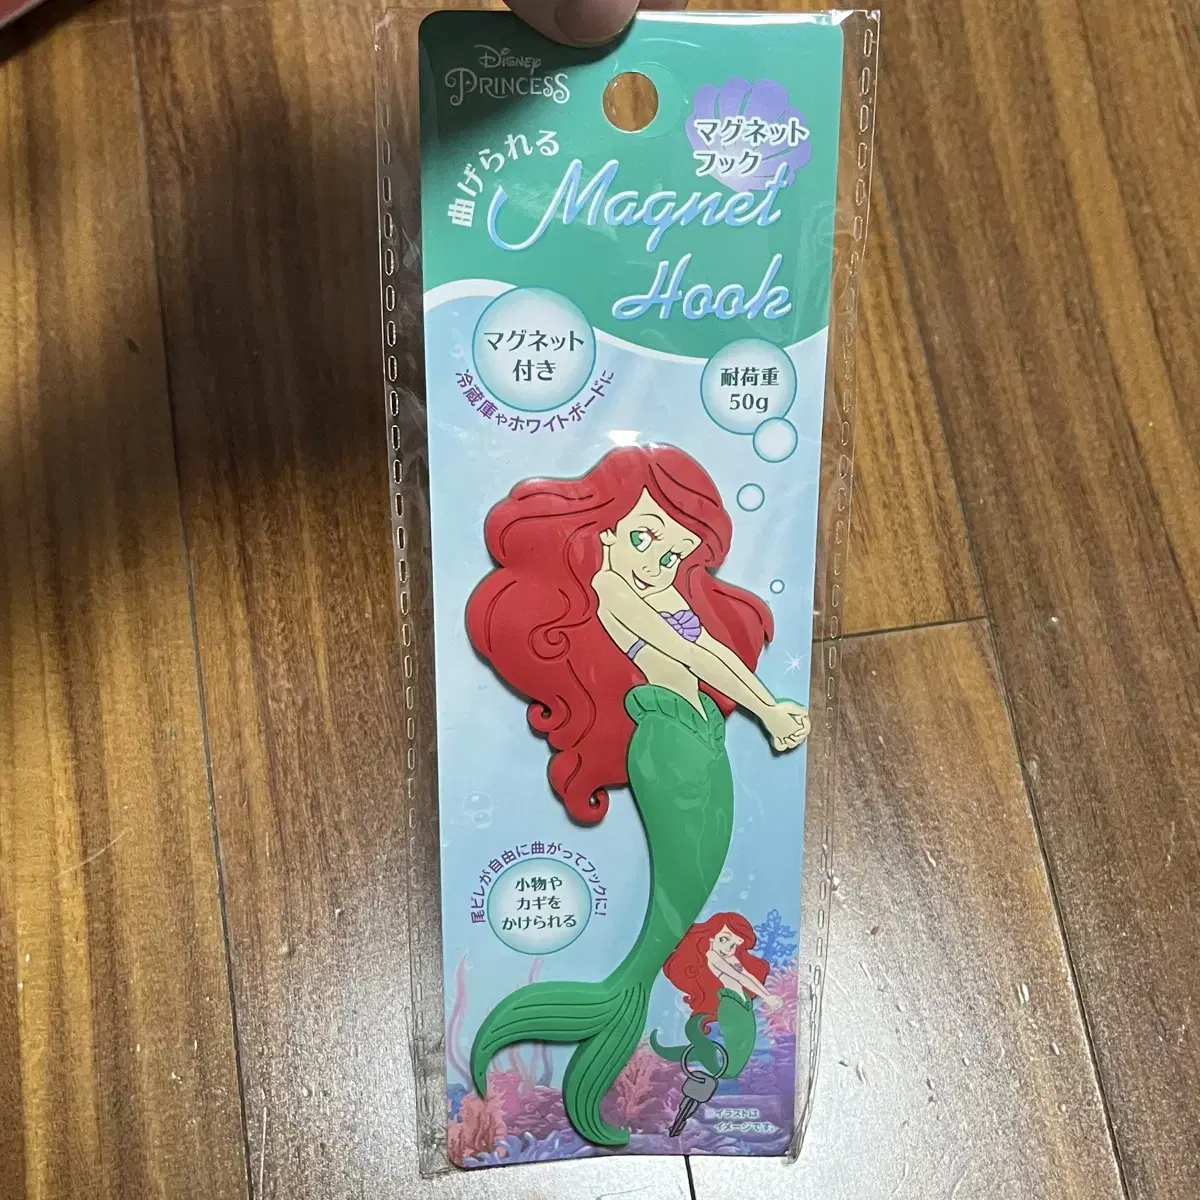 Disney
PRINCESS
マグネット
フック
曲げられる
Magnet
Hook
マグネット
付き
冷蔵庫やホワイトボードに
耐荷重
50g
尾ビレが自由に曲がってフックに!
小物や
カギを
かけられる
※イラストは
イメージです。